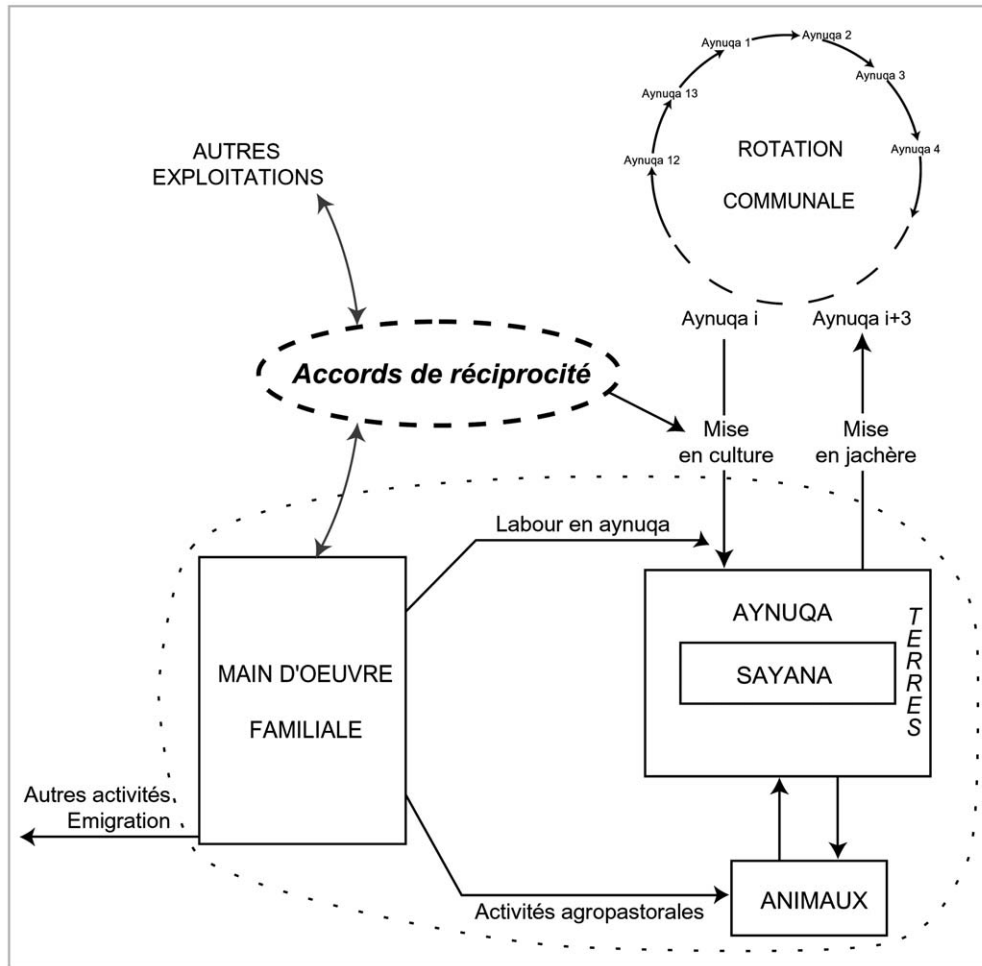 Aynuqa 1
Aynuqa 2
Aynuqa 3
Aynuqa 13
Aynuqa 4
Aynuqa 12
ROTATION
COMMUNALE
AUTRES
EXPLOITATIONS
Aynuqa i
Aynuqa i+3
Accords de réciprocité
Mise
en culture
Mise
en jachère
Labour en aynuqa
MAIN D'OEUVRE
FAMILIALE
AYNUQA
SAYANA
TERRES
Autres activités
Emigration
Activités agropastorales
ANIMAUX